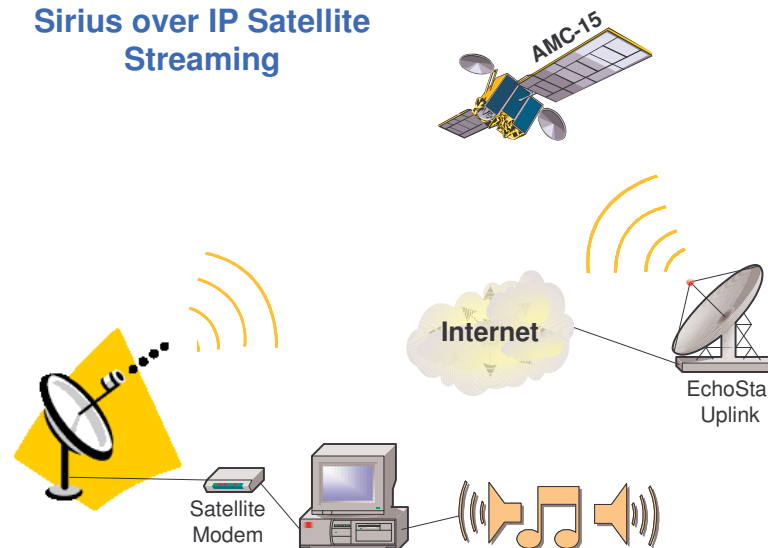 Sirius over IP Satellite
Streaming
AMC-15
Internet
EchoSta
Uplink
Satellite
Modem